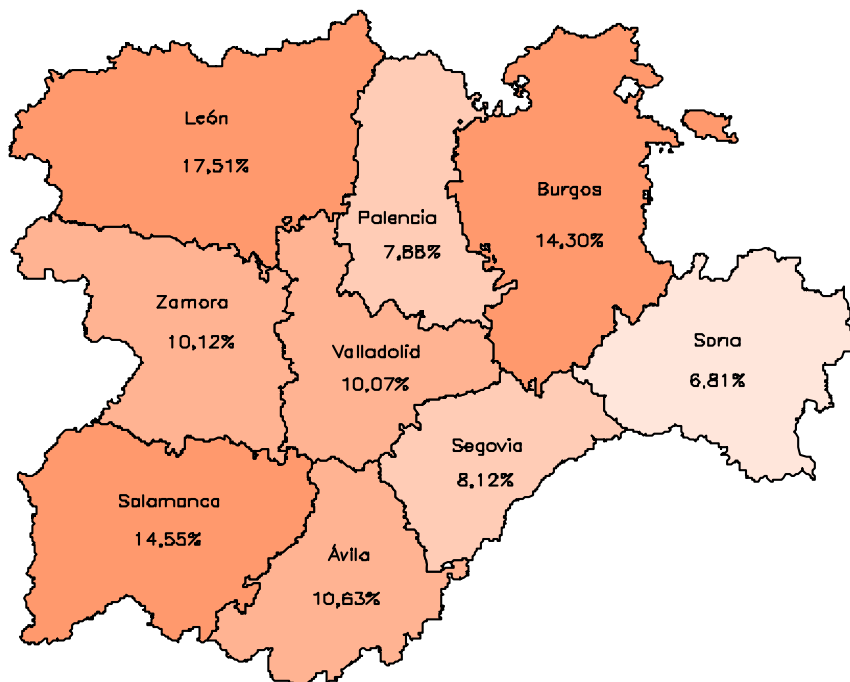 León
17,51%
Burgos
14,30%
Palencia
7,88%
Zamora
10,12%
Valladolid
10,07%
Soria
6,81%
Segovia
8,12%
Salamanca
14,55%
Ávila
10,63%